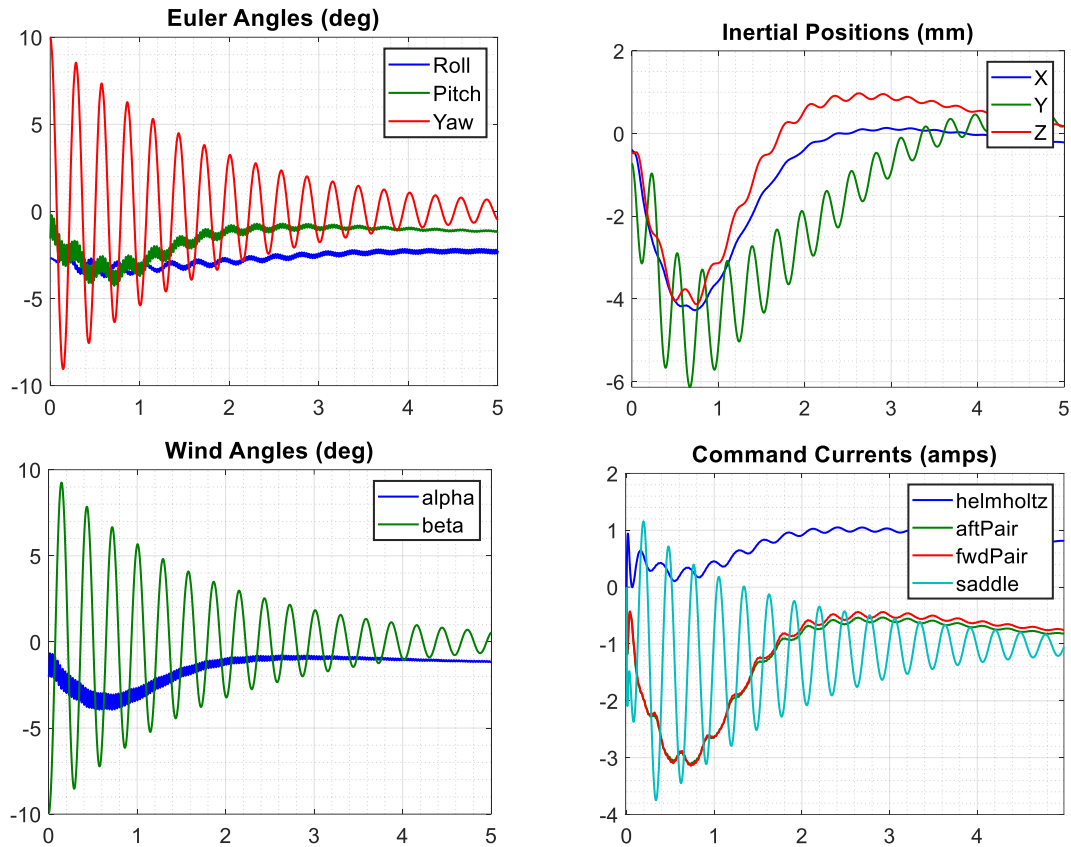 Euler Angles (deg)
10
5
0
-5
-10
0 1 2 3 4 5
Roll
Pitch
Yaw
Inertial Positions (mm)
2
0
-2
-4
-6
0 1 2 3 4 5
X
Y
Z
Wind Angles (deg)
10
5
0
-5
-10
0 1 2 3 4 5
alpha
beta
Command Currents (amps)
2
1
0
-1
-2
-3
-4
0 1 2 3 4
helmholtz
aftPair
fwdPair
saddle